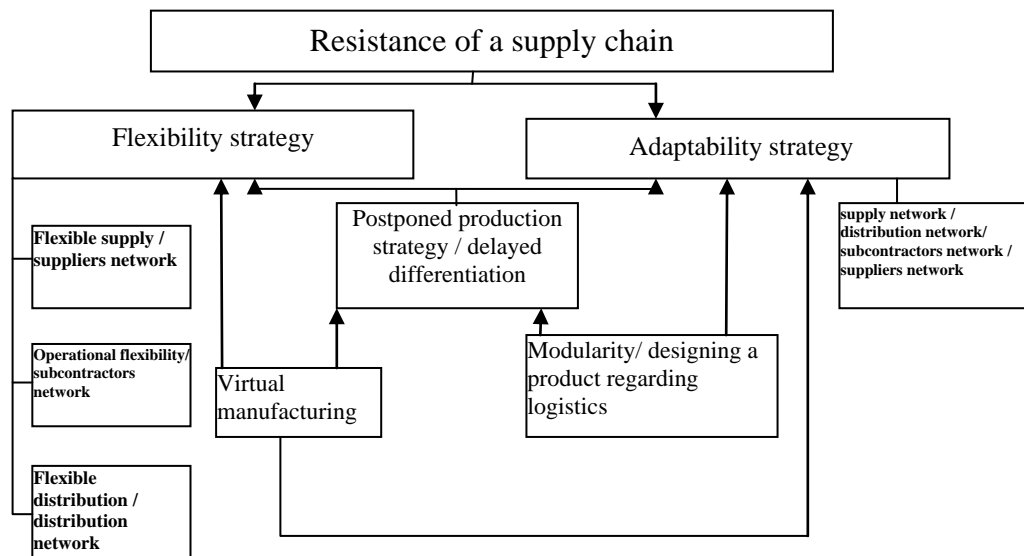 Resistance of a supply chain
Flexibility strategy
Adaptability strategy
Postponed production
strategy / delayed
differentiation
supply network /
distribution network/
subcontractors network /
suppliers network
Flexible supply /
suppliers network
Operational flexibility/
subcontractors
network
Virtual
manufacturing
Modularity/ designing a
product regarding
logistics
Flexible
distribution /
distribution
network